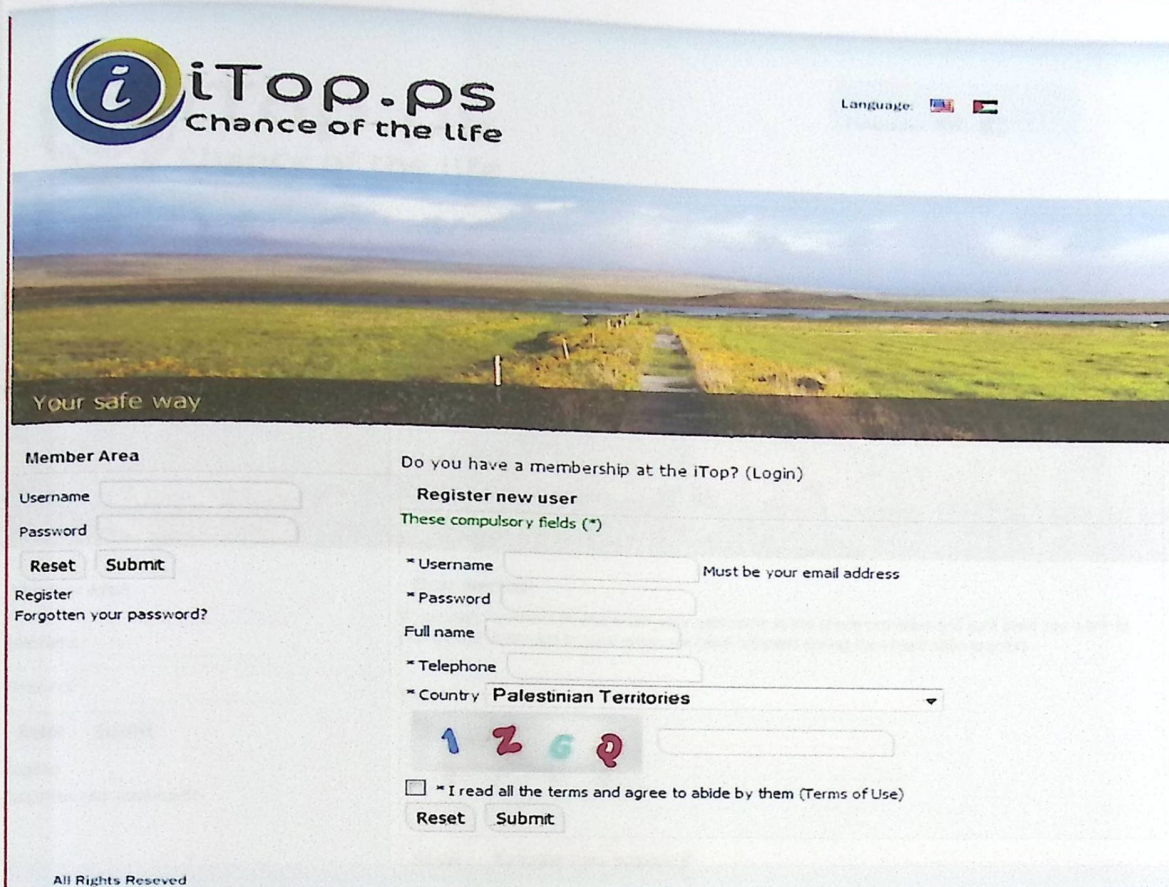 iTop.ps
Chance of the life
Language:
Your safe way
Member Area
Username
Password
Reset Submit
Register
Forgotten your password?
Do you have a membership at the iTop? (Login)
Register new user
These compulsory fields (*)
* Username Must be your email address
* Password
Full name
* Telephone
* Country Palestinian Territories
1 Z G Q
* I read all the terms and agree to abide by them (Terms of Use)
Reset Submit
All Rights Reseved